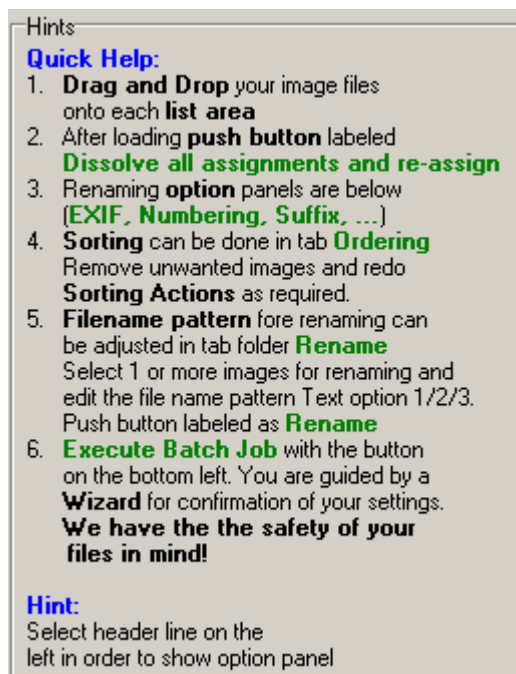 Hints
Quick Help:
1. Drag and Drop your image files
onto each list area
2. After loading push button labeled
Dissolve all assignments and re-assign
3. Renaming option panels are below
(EXIF, Numbering, Suffix, ...)
4. Sorting can be done in tab Ordering
Remove unwanted images and redo
Sorting Actions as required.
5. Filename pattern fore renaming can
be adjusted in tab folder Rename
Select 1 or more images for renaming and
edit the file name pattern Text option 1/2/3.
Push button labeled as Rename
6. Execute Batch Job with the button
on the bottom left. You are guided by a
Wizard for confirmation of your settings.
We have the the safety of your
files in mind!
Hint:
Select header line on the
left in order to show option panel